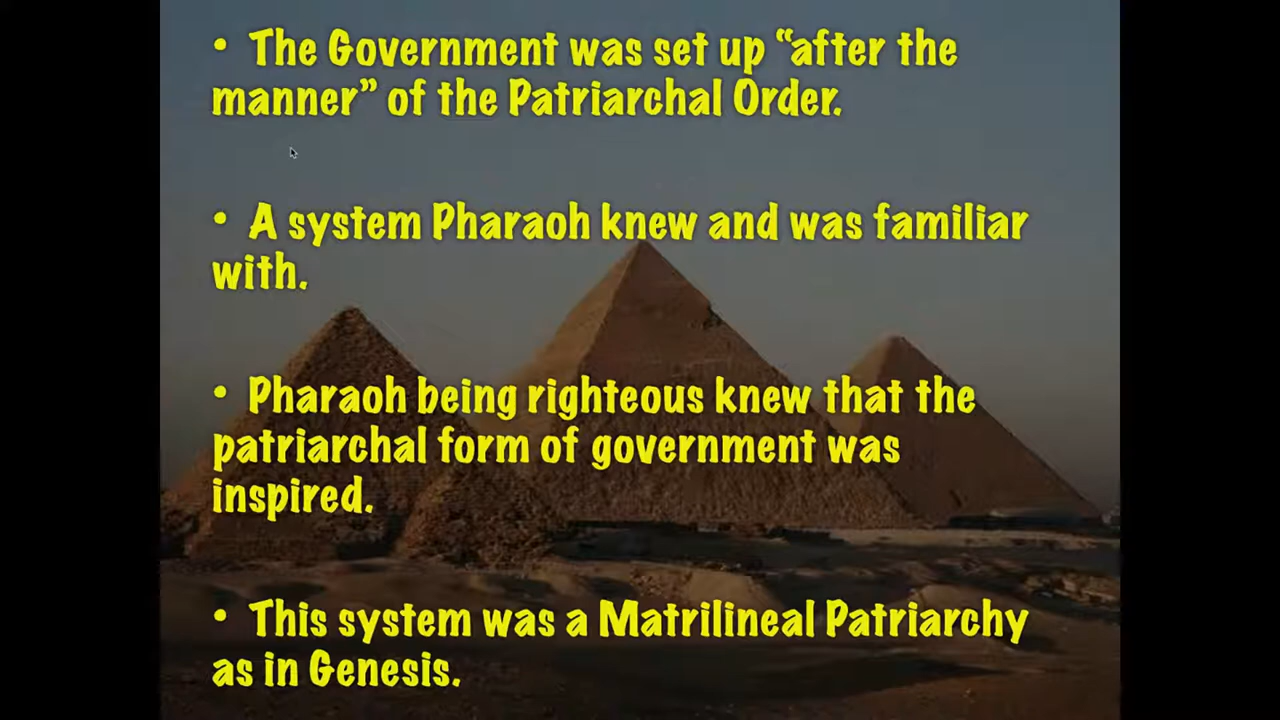 • The Government was set up “after the
manner” of the Patriarchal Order.
• A system Pharaoh knew and was familiar
with.
• Pharaoh being righteous knew that the
patriarchal form of government was
inspired.
• This system was a Matrilineal Patriarchy
as in Genesis.